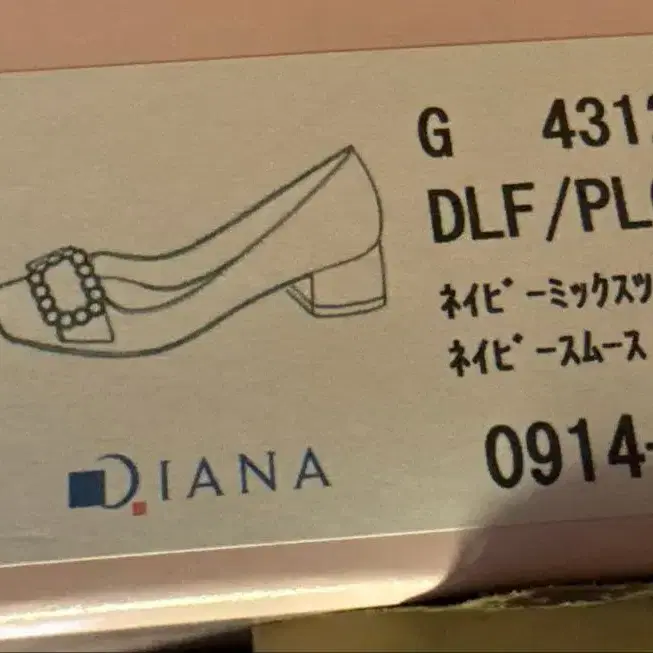 G 4312
DLF/PL
ﾈｲﾋﾞｰﾐｯｸｽﾂ
ﾈｲﾋﾞｰｽﾑｰｽ
0914-
DIANA